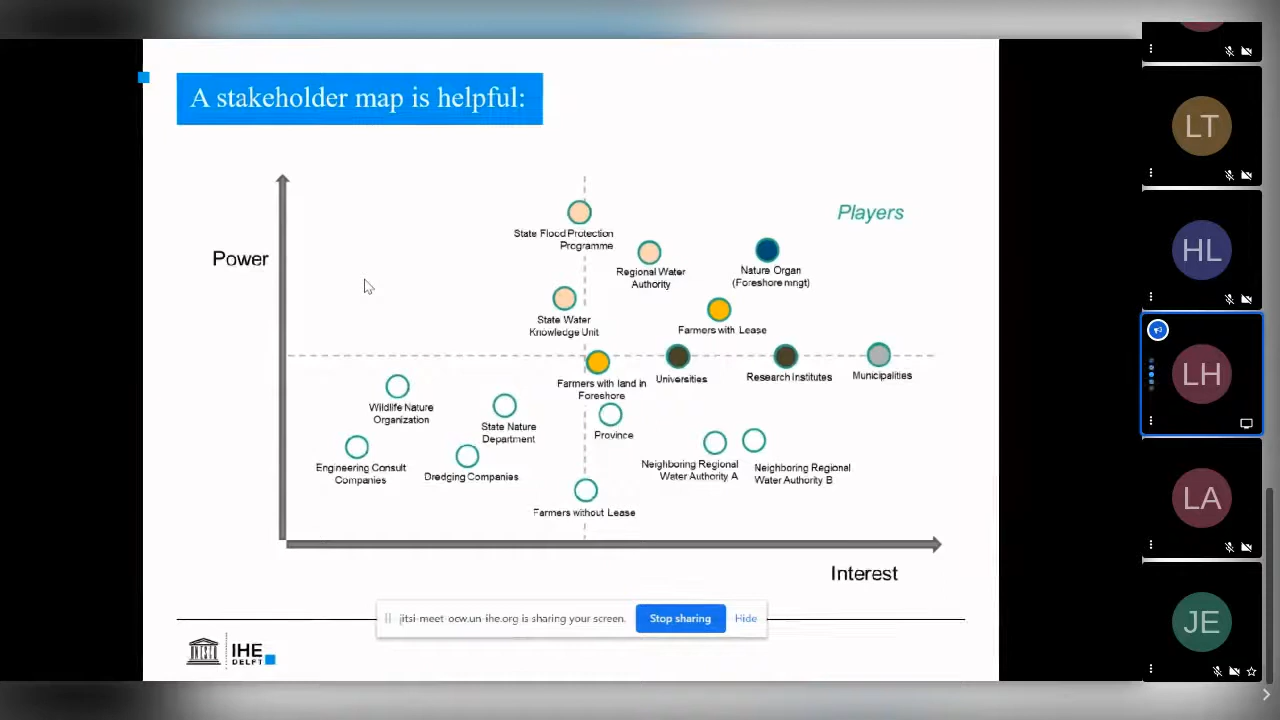 A stakeholder map is helpful:
Players
Power
State Flood Protection
Programme
Regional Water
Authority
Nature Organ
(Foreshore mngt)
State Water
Knowledge Unit
Farmers with Lease
Farmers with land in
Foreshore
Universities
Research Institutes
Municipalities
Wildlife Nature
Organization
State Nature
Department
Province
Engineering Consult
Companies
Dredging Companies
Neighboring Regional
Water Authority A
Neighboring Regional
Water Authority B
Farmers without Lease
Interest
jitsi-meet-ocw.un-ihe.org is sharing your screen.
Stop sharing
Hide
UNESCO
IHE
DELFT
LT
HL
LH
LA
JE